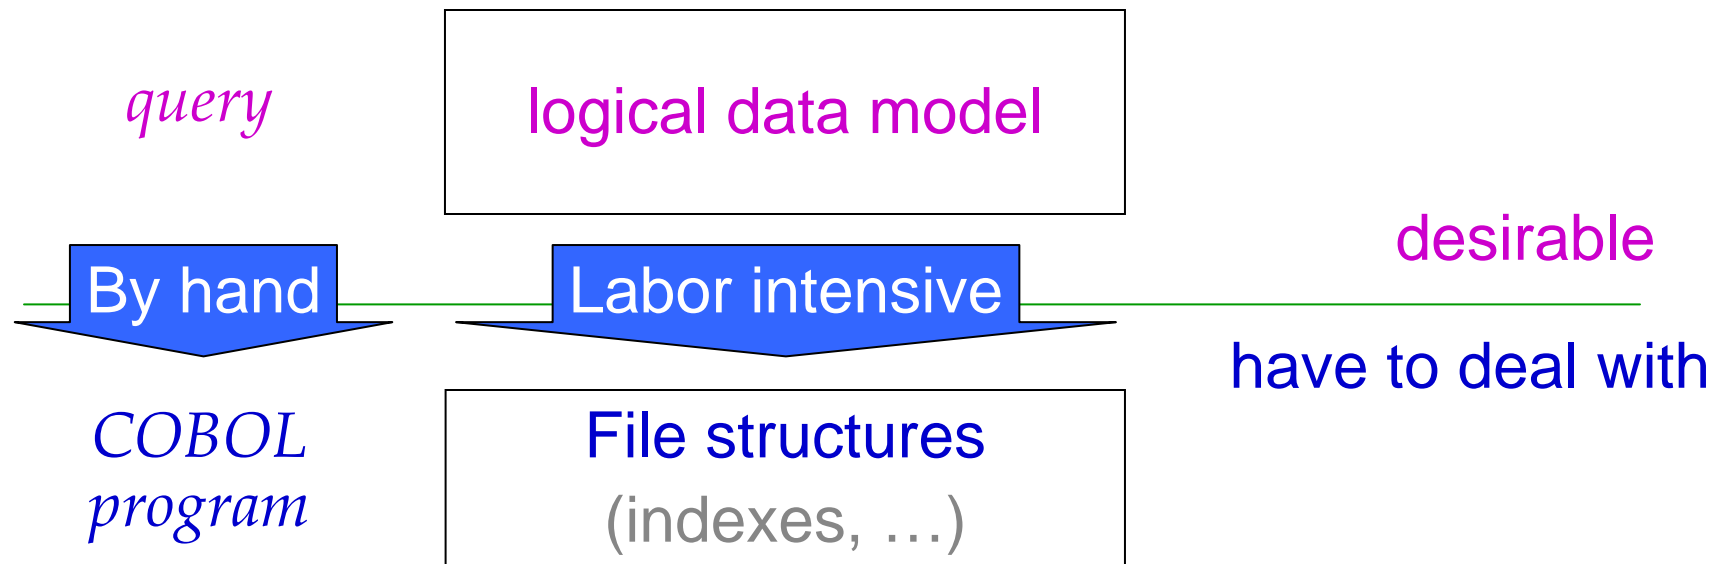 query
logical data model
desirable
By hand
Labor intensive
have to deal with
COBOL
program
File structures
(indexes, …)